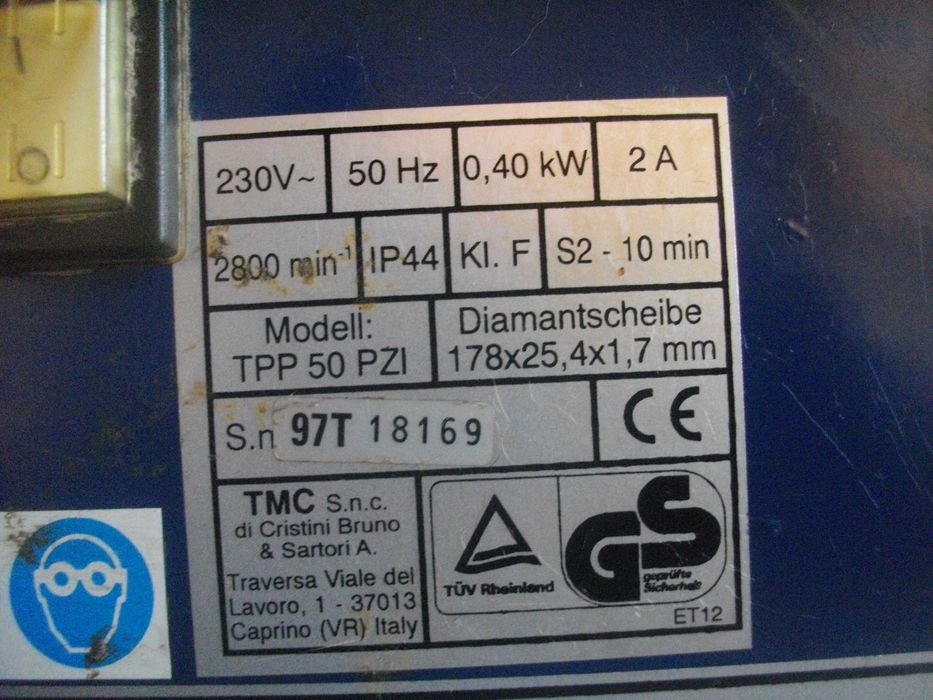 230V~ 50 Hz 0,40 kW 2 A
2800 min⁻¹ IP44 Kl. F S2 - 10 min
Modell:
TPP 50 PZI
Diamantscheibe
178x25,4x1,7 mm
S.n 97T 18169
CE
TMC S.n.c.
di Cristini Bruno
& Sartori A.
Traversa Viale del
Lavoro, 1 - 37013
Caprino (VR) Italy
TÜV Rheinland
GS
geprüfte
Sicherheit
ET12